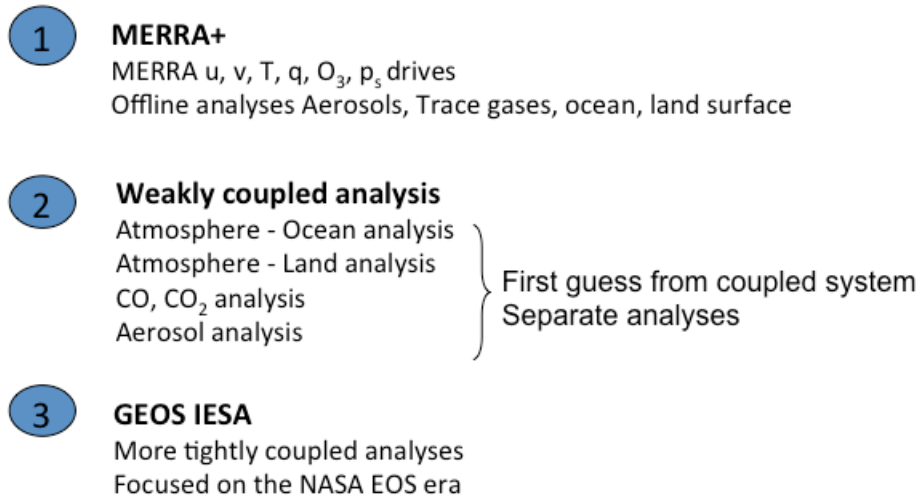 1
MERRA+
MERRA u, v, T, q, O₃, pₛ drives
Offline analyses Aerosols, Trace gases, ocean, land surface
2
Weakly coupled analysis
Atmosphere - Ocean analysis
Atmosphere - Land analysis
CO, CO₂ analysis
Aerosol analysis
First guess from coupled system
Separate analyses
3
GEOS IESA
More tightly coupled analyses
Focused on the NASA EOS era